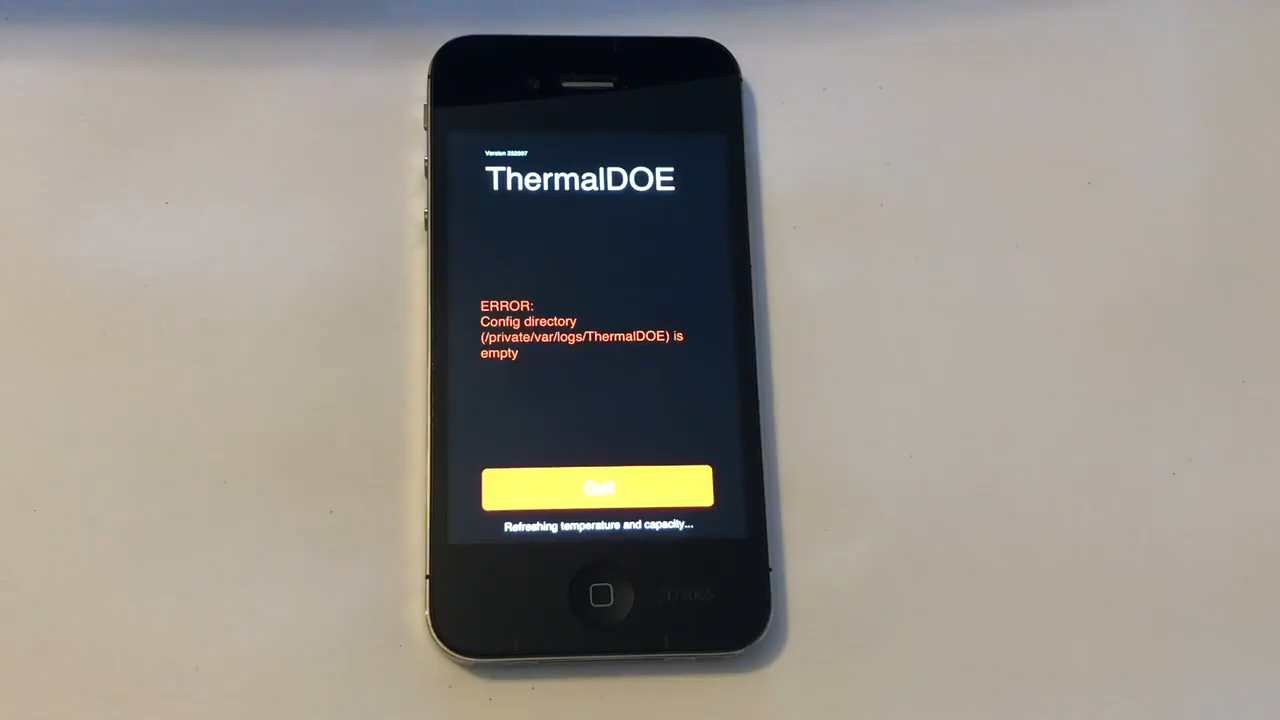 ThermalDOE
ERROR:
Config directory
(/private/var/logs/ThermalDOE) is
empty
Quit
Refreshing temperature and capacity...